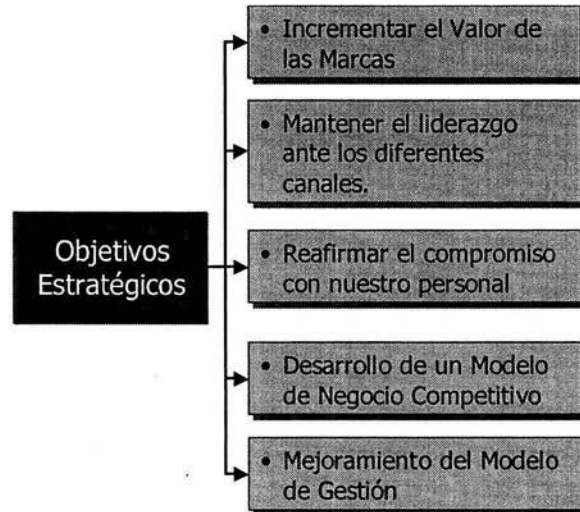 • Incrementar el Valor de
las Marcas
• Mantener el liderazgo
ante los diferentes
canales.
Objetivos
Estratégicos
• Reafirmar el compromiso
con nuestro personal
• Desarrollo de un Modelo
de Negocio Competitivo
• Mejoramiento del Modelo
de Gestión